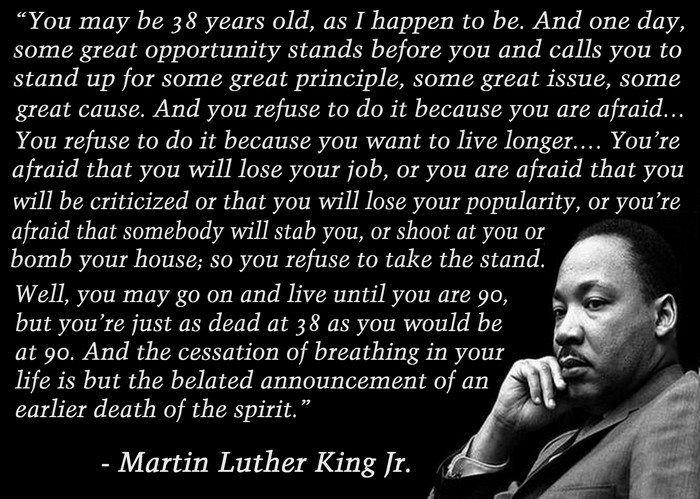 “You may be 38 years old, as I happen to be. And one day,
some great opportunity stands before you and calls you to
stand up for some great principle, some great issue, some
great cause. And you refuse to do it because you are afraid...
You refuse to do it because you want to live longer.... You’re
afraid that you will lose your job, or you are afraid that you
will be criticized or that you will lose your popularity, or you’re
afraid that somebody will stab you, or shoot at you or
bomb your house; so you refuse to take the stand.
Well, you may go on and live until you are 90,
but you’re just as dead at 38 as you would be
at 90. And the cessation of breathing in your
life is but the belated announcement of an
earlier death of the spirit.”
- Martin Luther King Jr.